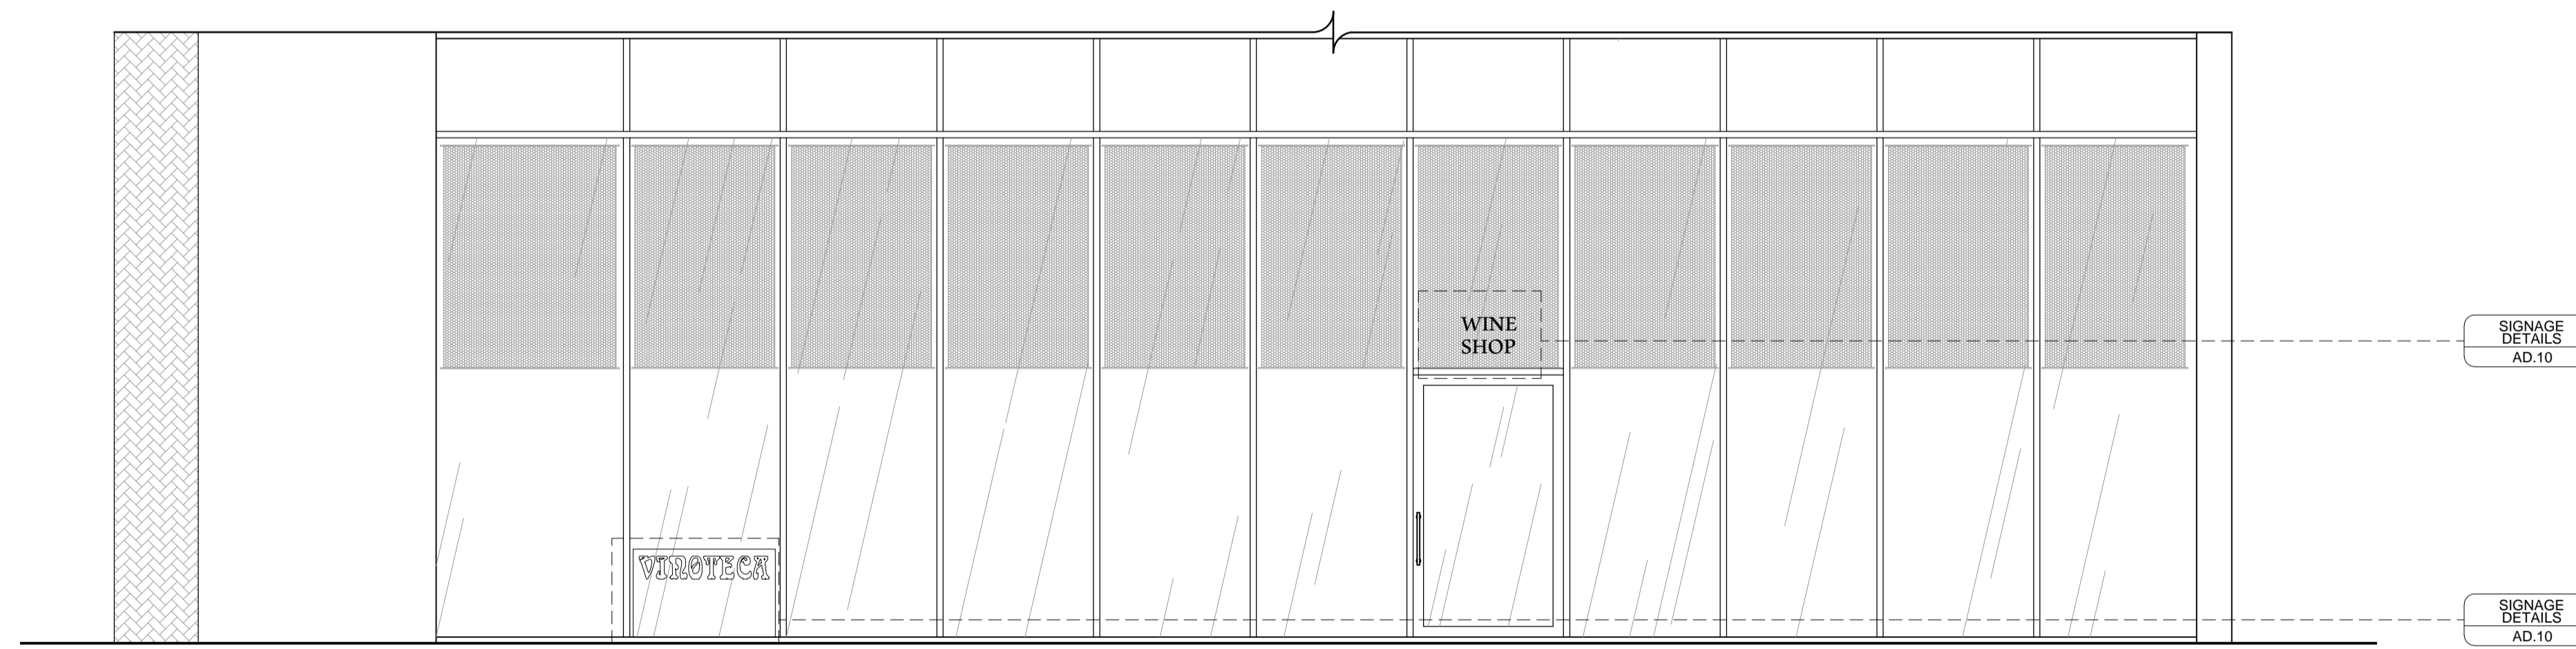 WINE
SHOP
SIGNAGE
DETAILS
AD.10
VINOTECA
SIGNAGE
DETAILS
AD.10